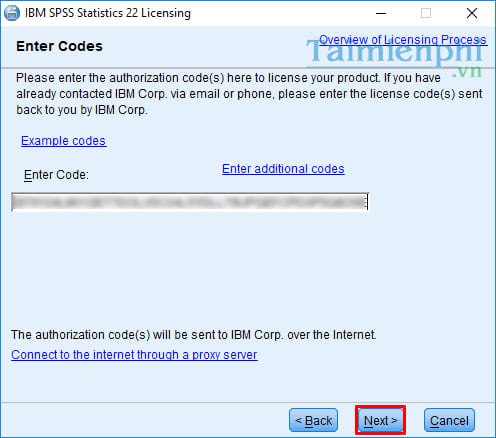 IBM SPSS Statistics 22 Licensing
Overview of Licensing Process
Enter Codes
Taimienphi
.vn
Please enter the authorization code(s) here to license your product. If you have
already contacted IBM Corp. via email or phone, please enter the license code(s) sent
back to you by IBM Corp.
Example codes
Enter additional codes
Enter Code:
The authorization code(s) will be sent to IBM Corp. over the Internet.
Connect to the internet through a proxy server
< Back Next > Cancel